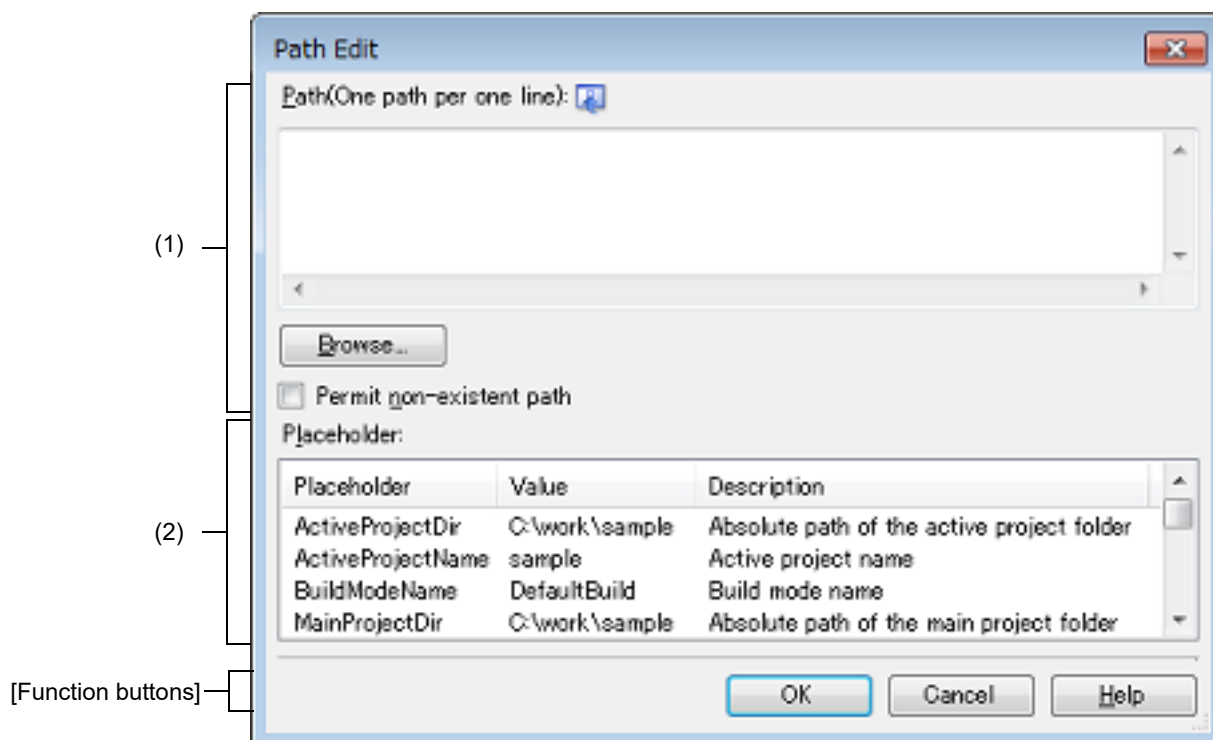 Path Edit
Path(One path per one line):
(1)
Browse...
Permit non-existent path
Placeholder:
Placeholder Value Description
ActiveProjectDir C:\work\sample Absolute path of the active project folder
(2)
ActiveProjectName sample Active project name
BuildModeName DefaultBuild Build mode name
MainProjectDir C:\work\sample Absolute path of the main project folder
[Function buttons]
OK Cancel Help